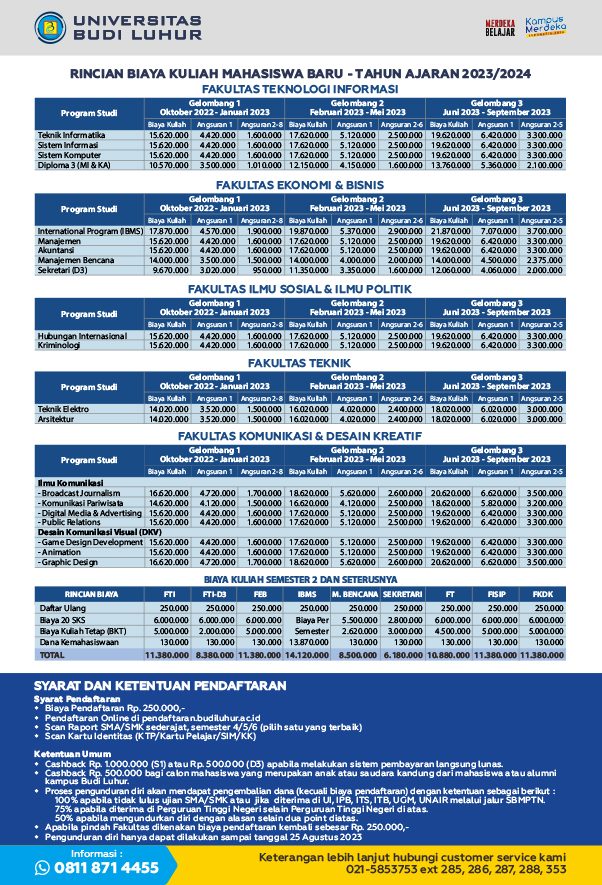 UNIVERSITAS
BUDI LUHUR
MERDEKA
BELAJAR
Kampus
Merdeka
INDONESIA JAYA
RINCIAN BIAYA KULIAH MAHASISWA BARU - TAHUN AJARAN 2023/2024
FAKULTAS TEKNOLOGI INFORMASI
Program Studi
Gelombang 1 Gelombang 2 Gelombang 3
Oktober 2022 - Januari 2023 Februari 2023 - Mei 2023 Juni 2023 - September 2023
Biaya Kuliah Angsuran 1 Angsuran 2-8 Biaya Kuliah Angsuran 1 Angsuran 2-6 Biaya Kuliah Angsuran 1 Angsuran 2-5
Teknik Informatika 15.620.000 4.420.000 1.600.000 17.620.000 5.120.000 2.500.000 19.620.000 6.420.000 3.300.000
Sistem Informasi 15.620.000 4.420.000 1.600.000 17.620.000 5.120.000 2.500.000 19.620.000 6.420.000 3.300.000
Sistem Komputer 15.620.000 4.420.000 1.600.000 17.620.000 5.120.000 2.500.000 19.620.000 6.420.000 3.300.000
Diploma 3 (MI & KA) 10.570.000 3.500.000 1.010.000 12.150.000 4.150.000 1.600.000 13.760.000 5.360.000 2.100.000
FAKULTAS EKONOMI & BISNIS
Program Studi
Gelombang 1 Gelombang 2 Gelombang 3
Oktober 2022 - Januari 2023 Februari 2023 - Mei 2023 Juni 2023 - September 2023
Biaya Kuliah Angsuran 1 Angsuran 2-8 Biaya Kuliah Angsuran 1 Angsuran 2-6 Biaya Kuliah Angsuran 1 Angsuran 2-5
International Program (IBMS) 17.870.000 4.570.000 1.900.000 19.870.000 5.370.000 2.900.000 21.870.000 7.070.000 3.700.000
Manajemen 15.620.000 4.420.000 1.600.000 17.620.000 5.120.000 2.500.000 19.620.000 6.420.000 3.300.000
Akuntansi 15.620.000 4.420.000 1.600.000 17.620.000 5.120.000 2.500.000 19.620.000 6.420.000 3.300.000
Manajemen Bencana 14.000.000 3.500.000 1.500.000 14.000.000 4.000.000 2.000.000 14.000.000 4.500.000 2.375.000
Sekretari (D3) 9.670.000 3.020.000 950.000 11.350.000 3.350.000 1.600.000 12.060.000 4.060.000 2.000.000
FAKULTAS ILMU SOSIAL & ILMU POLITIK
Program Studi
Gelombang 1 Gelombang 2 Gelombang 3
Oktober 2022 - Januari 2023 Februari 2023 - Mei 2023 Juni 2023 - September 2023
Biaya Kuliah Angsuran 1 Angsuran 2-8 Biaya Kuliah Angsuran 1 Angsuran 2-6 Biaya Kuliah Angsuran 1 Angsuran 2-5
Hubungan Internasional 15.620.000 4.420.000 1.600.000 17.620.000 5.120.000 2.500.000 19.620.000 6.420.000 3.300.000
Kriminologi 15.620.000 4.420.000 1.600.000 17.620.000 5.120.000 2.500.000 19.620.000 6.420.000 3.300.000
FAKULTAS TEKNIK
Program Studi
Gelombang 1 Gelombang 2 Gelombang 3
Oktober 2022 - Januari 2023 Februari 2023 - Mei 2023 Juni 2023 - September 2023
Biaya Kuliah Angsuran 1 Angsuran 2-8 Biaya Kuliah Angsuran 1 Angsuran 2-6 Biaya Kuliah Angsuran 1 Angsuran 2-5
Teknik Elektro 14.020.000 3.520.000 1.500.000 16.020.000 4.020.000 2.400.000 18.020.000 6.020.000 3.000.000
Arsitektur 14.020.000 3.520.000 1.500.000 16.020.000 4.020.000 2.400.000 18.020.000 6.020.000 3.000.000
FAKULTAS KOMUNIKASI & DESAIN KREATIF
Program Studi
Gelombang 1 Gelombang 2 Gelombang 3
Oktober 2022 - Januari 2023 Februari 2023 - Mei 2023 Juni 2023 - September 2023
Biaya Kuliah Angsuran 1 Angsuran 2-8 Biaya Kuliah Angsuran 1 Angsuran 2-6 Biaya Kuliah Angsuran 1 Angsuran 2-5
Ilmu Komunikasi
- Broadcast Journalism 16.620.000 4.720.000 1.700.000 18.620.000 5.620.000 2.600.000 20.620.000 6.620.000 3.500.000
- Komunikasi Pariwisata 14.620.000 4.120.000 1.500.000 16.620.000 4.120.000 2.500.000 18.620.000 5.820.000 3.200.000
- Digital Media & Advertising 15.620.000 4.420.000 1.600.000 17.620.000 5.120.000 2.500.000 19.620.000 6.420.000 3.300.000
- Public Relations 15.620.000 4.420.000 1.600.000 17.620.000 5.120.000 2.500.000 19.620.000 6.420.000 3.300.000
Desain Komunikasi Visual (DKV)
- Game Design Development 15.620.000 4.420.000 1.600.000 17.620.000 5.120.000 2.500.000 19.620.000 6.420.000 3.300.000
- Animation 15.620.000 4.420.000 1.600.000 17.620.000 5.120.000 2.500.000 19.620.000 6.420.000 3.300.000
- Graphic Design 16.620.000 4.720.000 1.700.000 18.620.000 5.620.000 2.600.000 20.620.000 6.620.000 3.500.000
BIAYA KULIAH SEMESTER 2 DAN SETERUSNYA
RINCIAN BIAYA FTI FTI-D3 FEB IBMS M. BENCANA SEKRETARI FT FISIP FKDK
Daftar Ulang 250.000 250.000 250.000 250.000 250.000 250.000 250.000 250.000 250.000
Biaya 20 SKS 6.000.000 6.000.000 6.000.000 Biaya Per 5.500.000 2.800.000 6.000.000 6.000.000 6.000.000
Biaya Kuliah Tetap (BKT) 5.000.000 2.000.000 5.000.000 Semester 2.620.000 3.000.000 4.500.000 5.000.000 5.000.000
Dana Kemahasiswaan 130.000 130.000 130.000 13.870.000 130.000 130.000 130.000 130.000 130.000
TOTAL 11.380.000 8.380.000 11.380.000 14.120.000 8.500.000 6.180.000 10.880.000 11.380.000 11.380.000
SYARAT DAN KETENTUAN PENDAFTARAN
Syarat Pendaftaran
Biaya Pendaftaran Rp. 250.000,-
Pendaftaran Online di pendaftaran.budiluhur.ac.id
Scan Raport SMA/SMK sederajat, semester 4/5/6 (pilih satu yang terbaik)
Scan Kartu Identitas (KTP/Kartu Pelajar/SIM/KK)
Ketentuan Umum
Cashback Rp. 1.000.000 (S1) atau Rp. 500.000 (D3) apabila melakukan sistem pembayaran langsung lunas.
Cashback Rp. 500.000 bagi calon mahasiswa yang merupakan anak atau saudara kandung dari mahasiswa atau alumni
kampus Budi Luhur.
Proses pengunduran diri akan mendapat pengembalian dana (kecuali biaya pendaftaran) dengan ketentuan sebagai berikut :
100% apabila tidak lulus ujian SMA/SMK atau jika diterima di UI, IPB, ITS, ITB, UGM, UNAIR melalui jalur SBMPTN.
75% apabila diterima di Perguruan Tinggi Negeri selain Perguruan Tinggi Negeri di atas.
50% apabila mengundurkan diri dengan alasan selain dua point diatas.
Apabila pindah Fakultas dikenakan biaya pendaftaran kembali sebesar Rp. 250.000,-
Pengunduran diri hanya dapat dilakukan sampai tanggal 25 Agustus 2023
Informasi :
0811 871 4455
Keterangan lebih lanjut hubungi customer service kami
021-5853753 ext 285, 286, 287, 288, 353